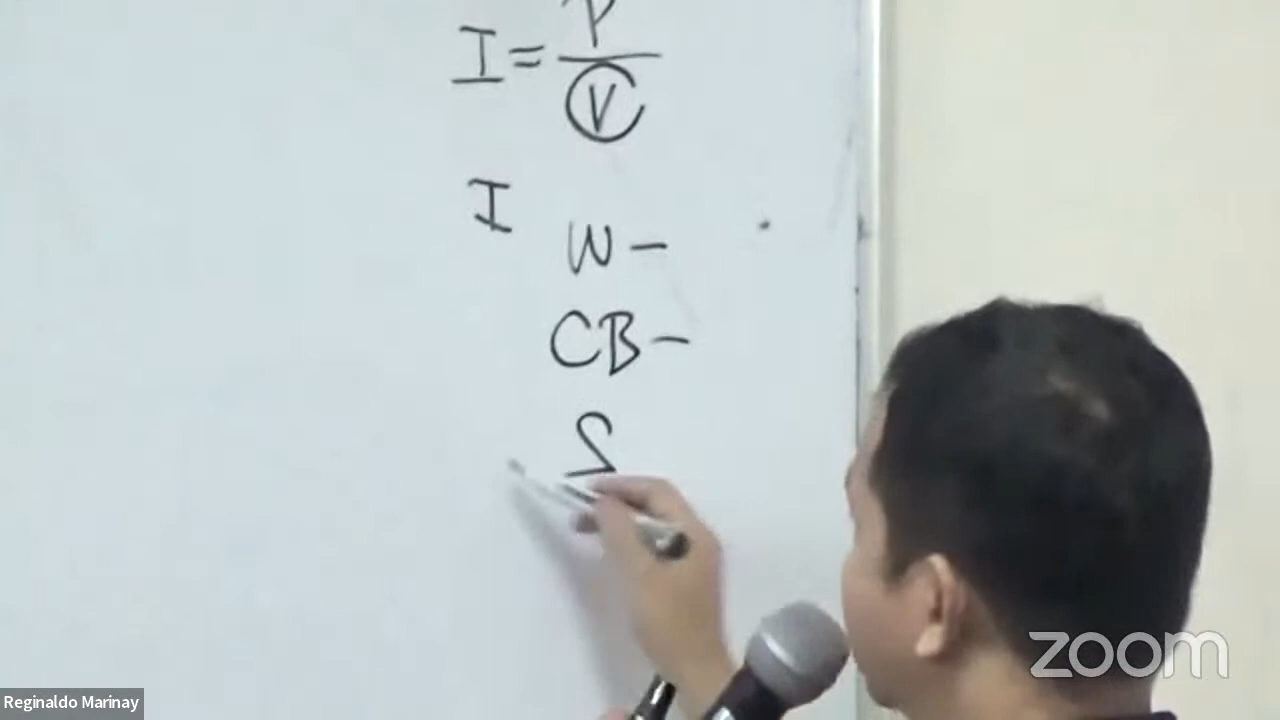 I = P / V
I
W -
CB -
S
zoom
Reginaldo Marinay